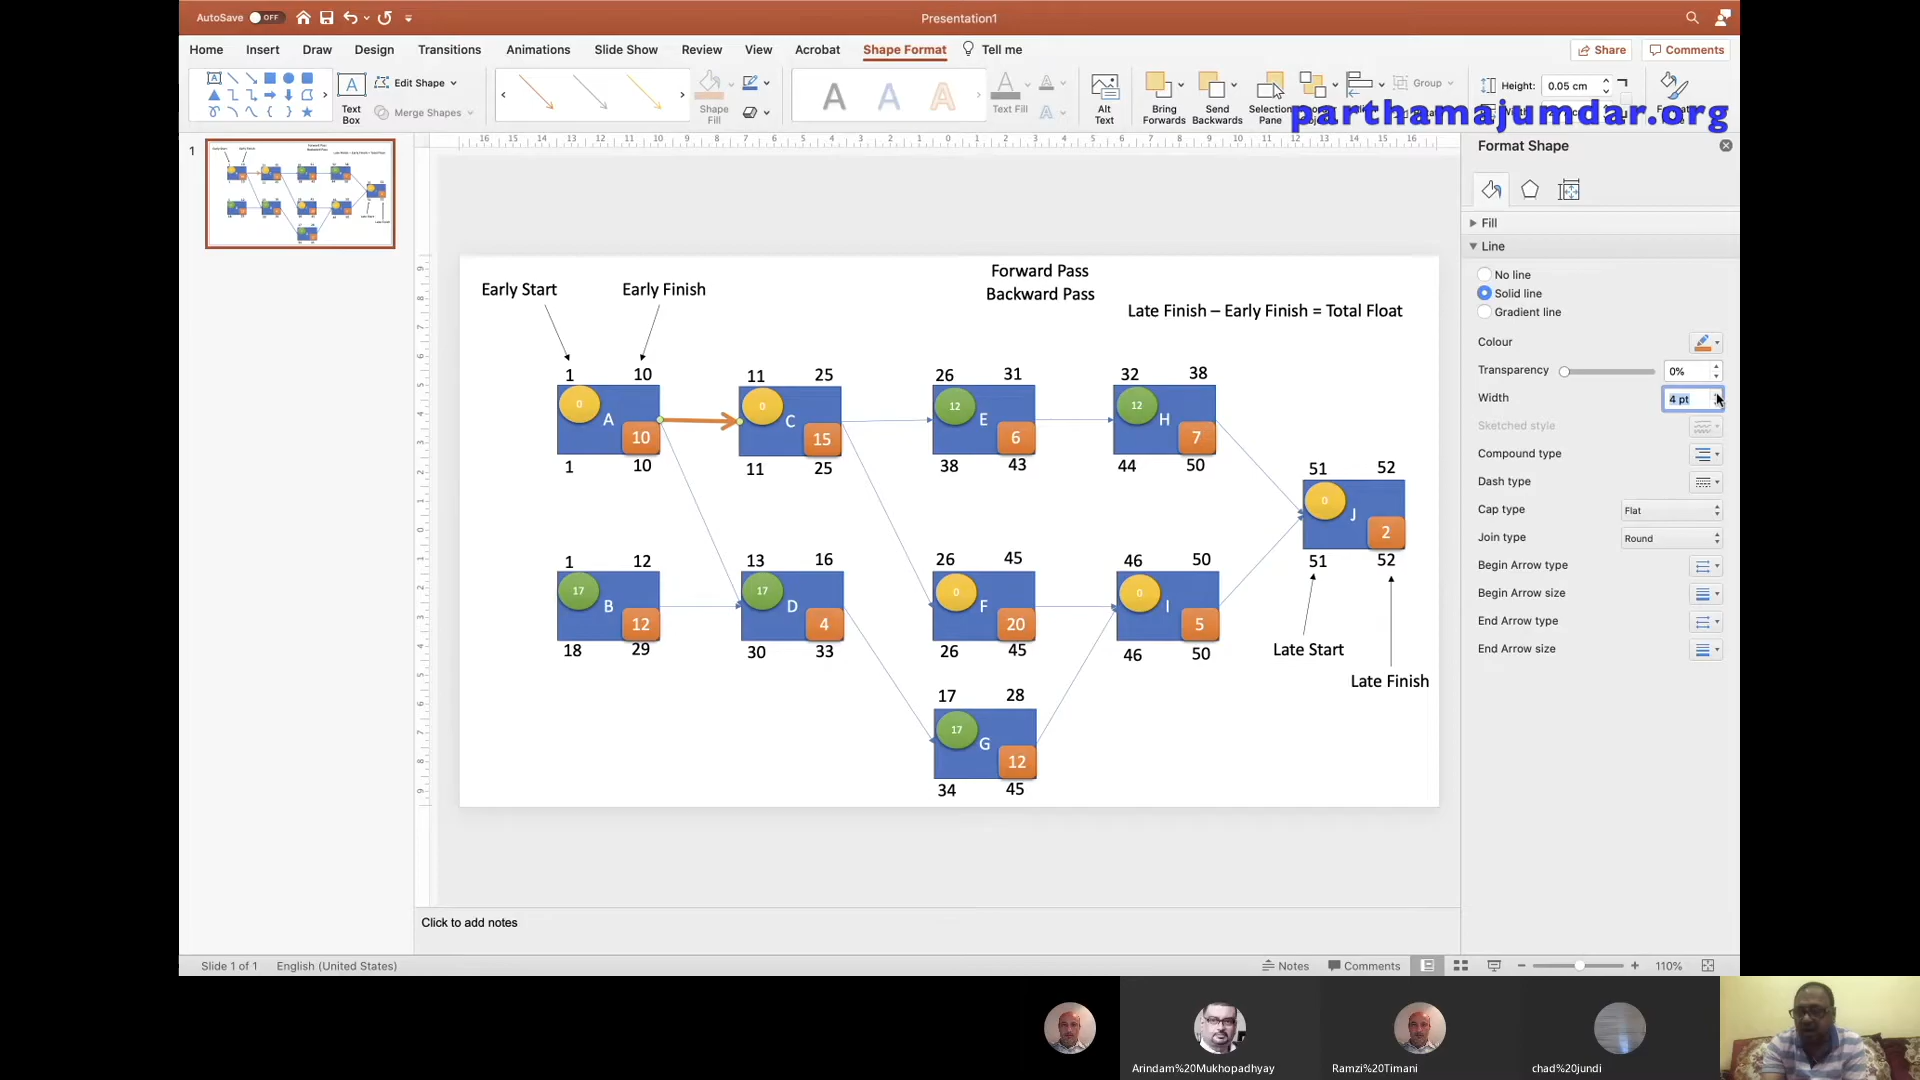 AutoSave OFF
Presentation1
Home Insert Draw Design Transitions Animations Slide Show Review View Acrobat Shape Format Tell me
Share Comments
Text Box
Edit Shape
Merge Shapes
Shape Fill
Text Fill
Alt Text
Bring Forwards
Send Backwards
Selection Pane
Group
Height: 0.05 cm
parthamajumdar.org
1
Format Shape
Fill
Line
No line
Solid line
Gradient line
Colour
Transparency 0%
Width 4 pt
Sketched style
Compound type
Dash type
Cap type Flat
Join type Round
Begin Arrow type
Begin Arrow size
End Arrow type
End Arrow size
Forward Pass
Backward Pass
Early Start Early Finish
Late Finish – Early Finish = Total Float
1 10 11 25 26 31 32 38
0 A 10
0 C 15
12 E 6
12 H 7
1 10 11 25 38 43 44 50
51 52
0 J 2
51 52
1 12 13 16 26 45 46 50
17 B 12
17 D 4
0 F 20
0 I 5
18 29 30 33 26 45 46 50
Late Start
Late Finish
17 28
17 G 12
34 45
Click to add notes
Slide 1 of 1 English (United States)
Notes Comments 110%
Arindam%20Mukhopadhyay
Ramzi%20Timani
chad%20jundi